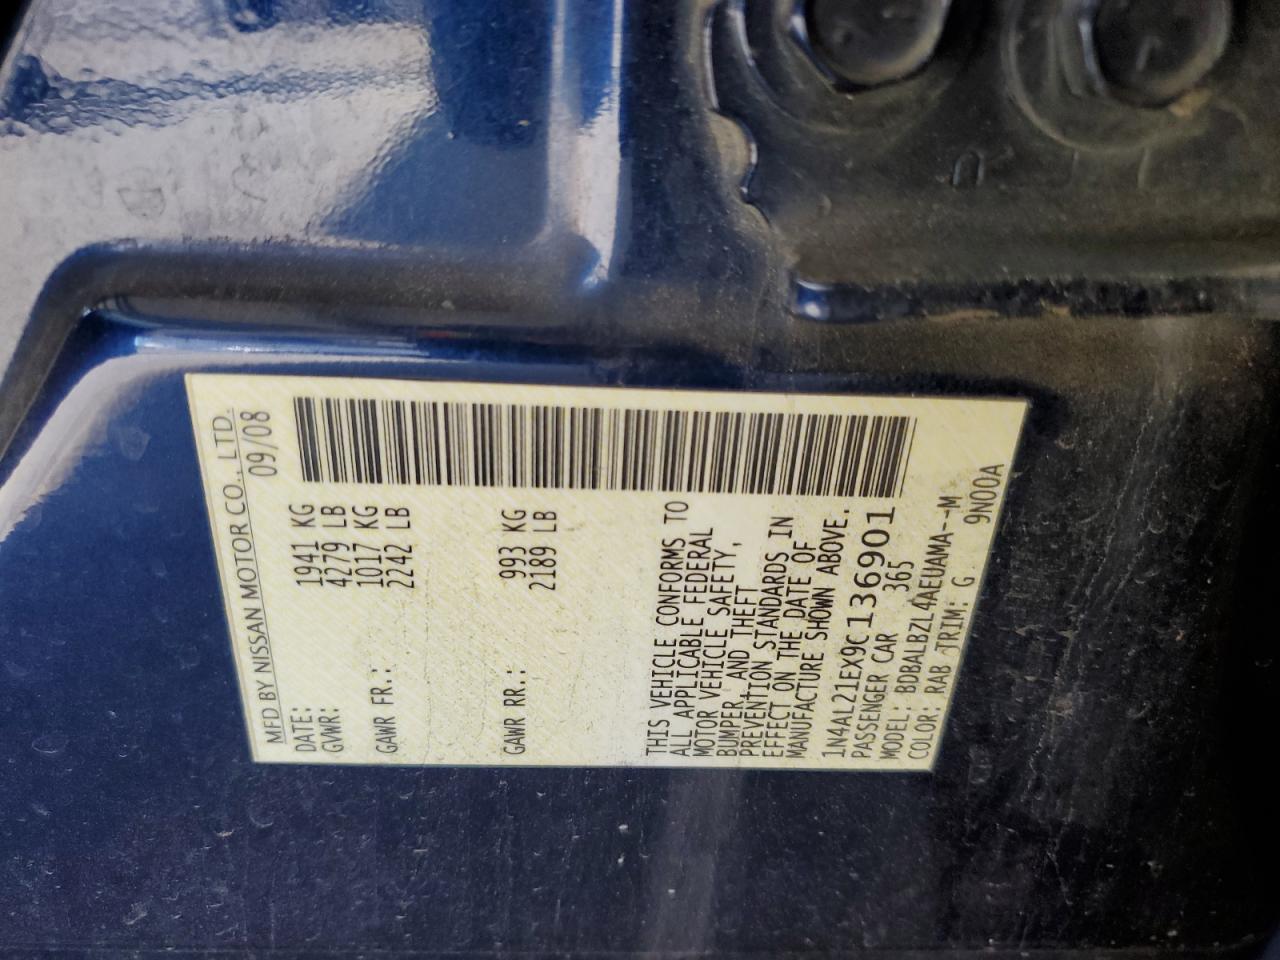 MFD BY NISSAN MOTOR CO., LTD.
DATE: 09/08
GVWR: 1941 KG
4279 LB
GAWR FR.: 1017 KG
2242 LB
GAWR RR.: 993 KG
2189 LB
THIS VEHICLE CONFORMS TO
ALL APPLICABLE FEDERAL
MOTOR VEHICLE SAFETY,
BUMPER, AND THEFT
PREVENTION STANDARDS IN
EFFECT ON THE DATE OF
MANUFACTURE SHOWN ABOVE.
1N4AL21EX9C136901
PASSENGER CAR 365
MODEL: BDBALBZL4AEUAMA--M
COLOR: RAB TRIM: G 9N00A